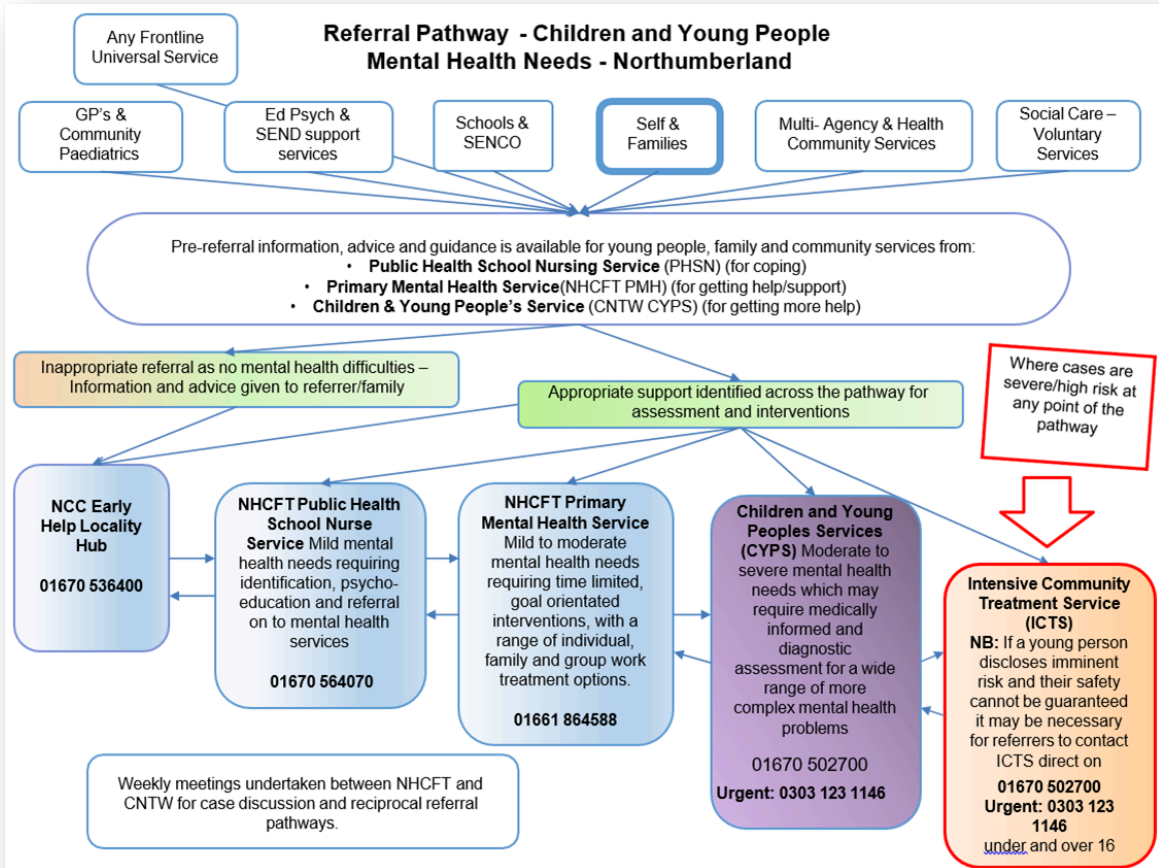 Referral Pathway - Children and Young People
Mental Health Needs - Northumberland
Any Frontline
Universal Service
GP's &
Community
Paediatrics
Ed Psych &
SEND support
services
Schools &
SENCO
Self &
Families
Multi- Agency & Health
Community Services
Social Care –
Voluntary
Services
Pre-referral information, advice and guidance is available for young people, family and community services from:
• Public Health School Nursing Service (PHSN) (for coping)
• Primary Mental Health Service(NHCFT PMH) (for getting help/support)
• Children & Young People's Service (CNTW CYPS) (for getting more help)
Inappropriate referral as no mental health difficulties –
Information and advice given to referrer/family
Appropriate support identified across the pathway for
assessment and interventions
Where cases are
severe/high risk at
any point of the
pathway
NCC Early
Help Locality
Hub
01670 536400
NHCFT Public Health
School Nurse
Service Mild mental
health needs requiring
identification, psycho-
education and referral
on to mental health
services
01670 564070
NHCFT Primary
Mental Health Service
Mild to moderate
mental health needs
requiring time limited,
goal orientated
interventions, with a
range of individual,
family and group work
treatment options.
01661 864588
Children and Young
Peoples Services
(CYPS) Moderate to
severe mental health
needs which may
require medically
informed and
diagnostic
assessment for a wide
range of more
complex mental health
problems
01670 502700
Urgent: 0303 123 1146
Intensive Community
Treatment Service
(ICTS)
NB: If a young person
discloses imminent
risk and their safety
cannot be guaranteed
it may be necessary
for referrers to contact
ICTS direct on
01670 502700
Urgent: 0303 123
1146
under and over 16
Weekly meetings undertaken between NHCFT and
CNTW for case discussion and reciprocal referral
pathways.